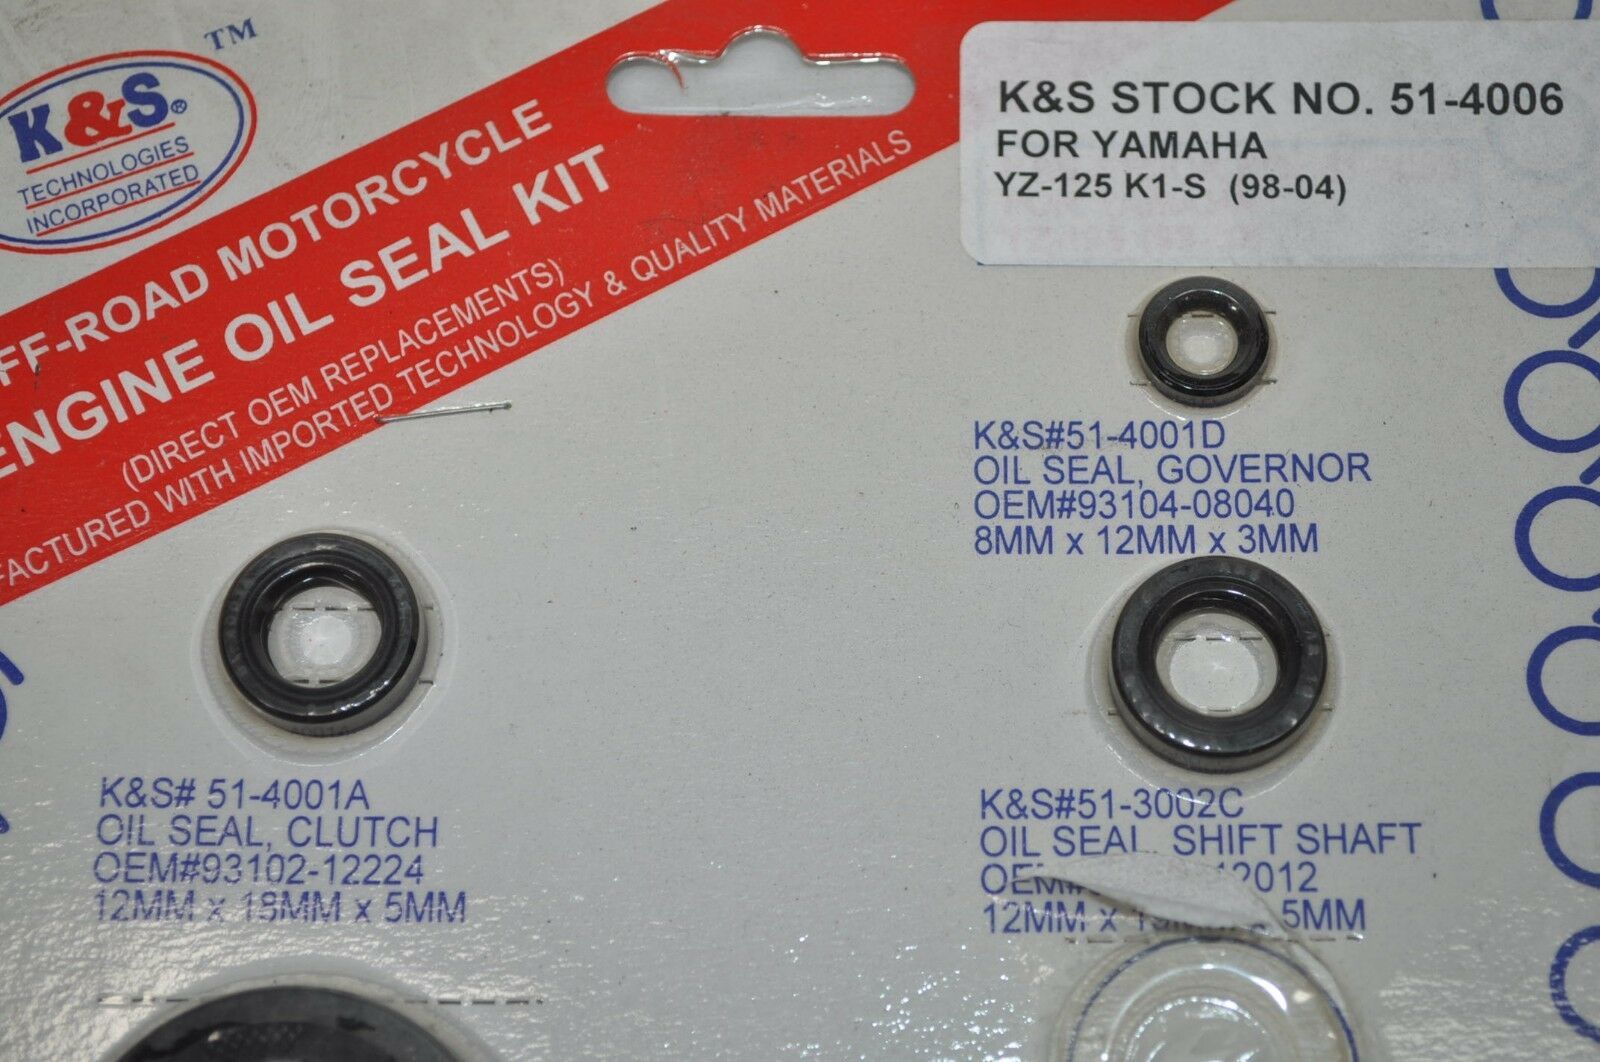 TM
K&S®
TECHNOLOGIES
INCORPORATED
FF-ROAD MOTORCYCLE
ENGINE OIL SEAL KIT
(DIRECT OEM REPLACEMENTS)
FACTURED WITH IMPORTED TECHNOLOGY & QUALITY MATERIALS
K&S STOCK NO. 51-4006
FOR YAMAHA
YZ-125 K1-S (98-04)
K&S#51-4001D
OIL SEAL, GOVERNOR
OEM#93104-08040
8MM x 12MM x 3MM
K&S# 51-4001A
OIL SEAL, CLUTCH
OEM#93102-12224
12MM x 18MM x 5MM
K&S#51-3002C
OIL SEAL, SHIFT SHAFT
OEM# 12012
12MM x 5MM